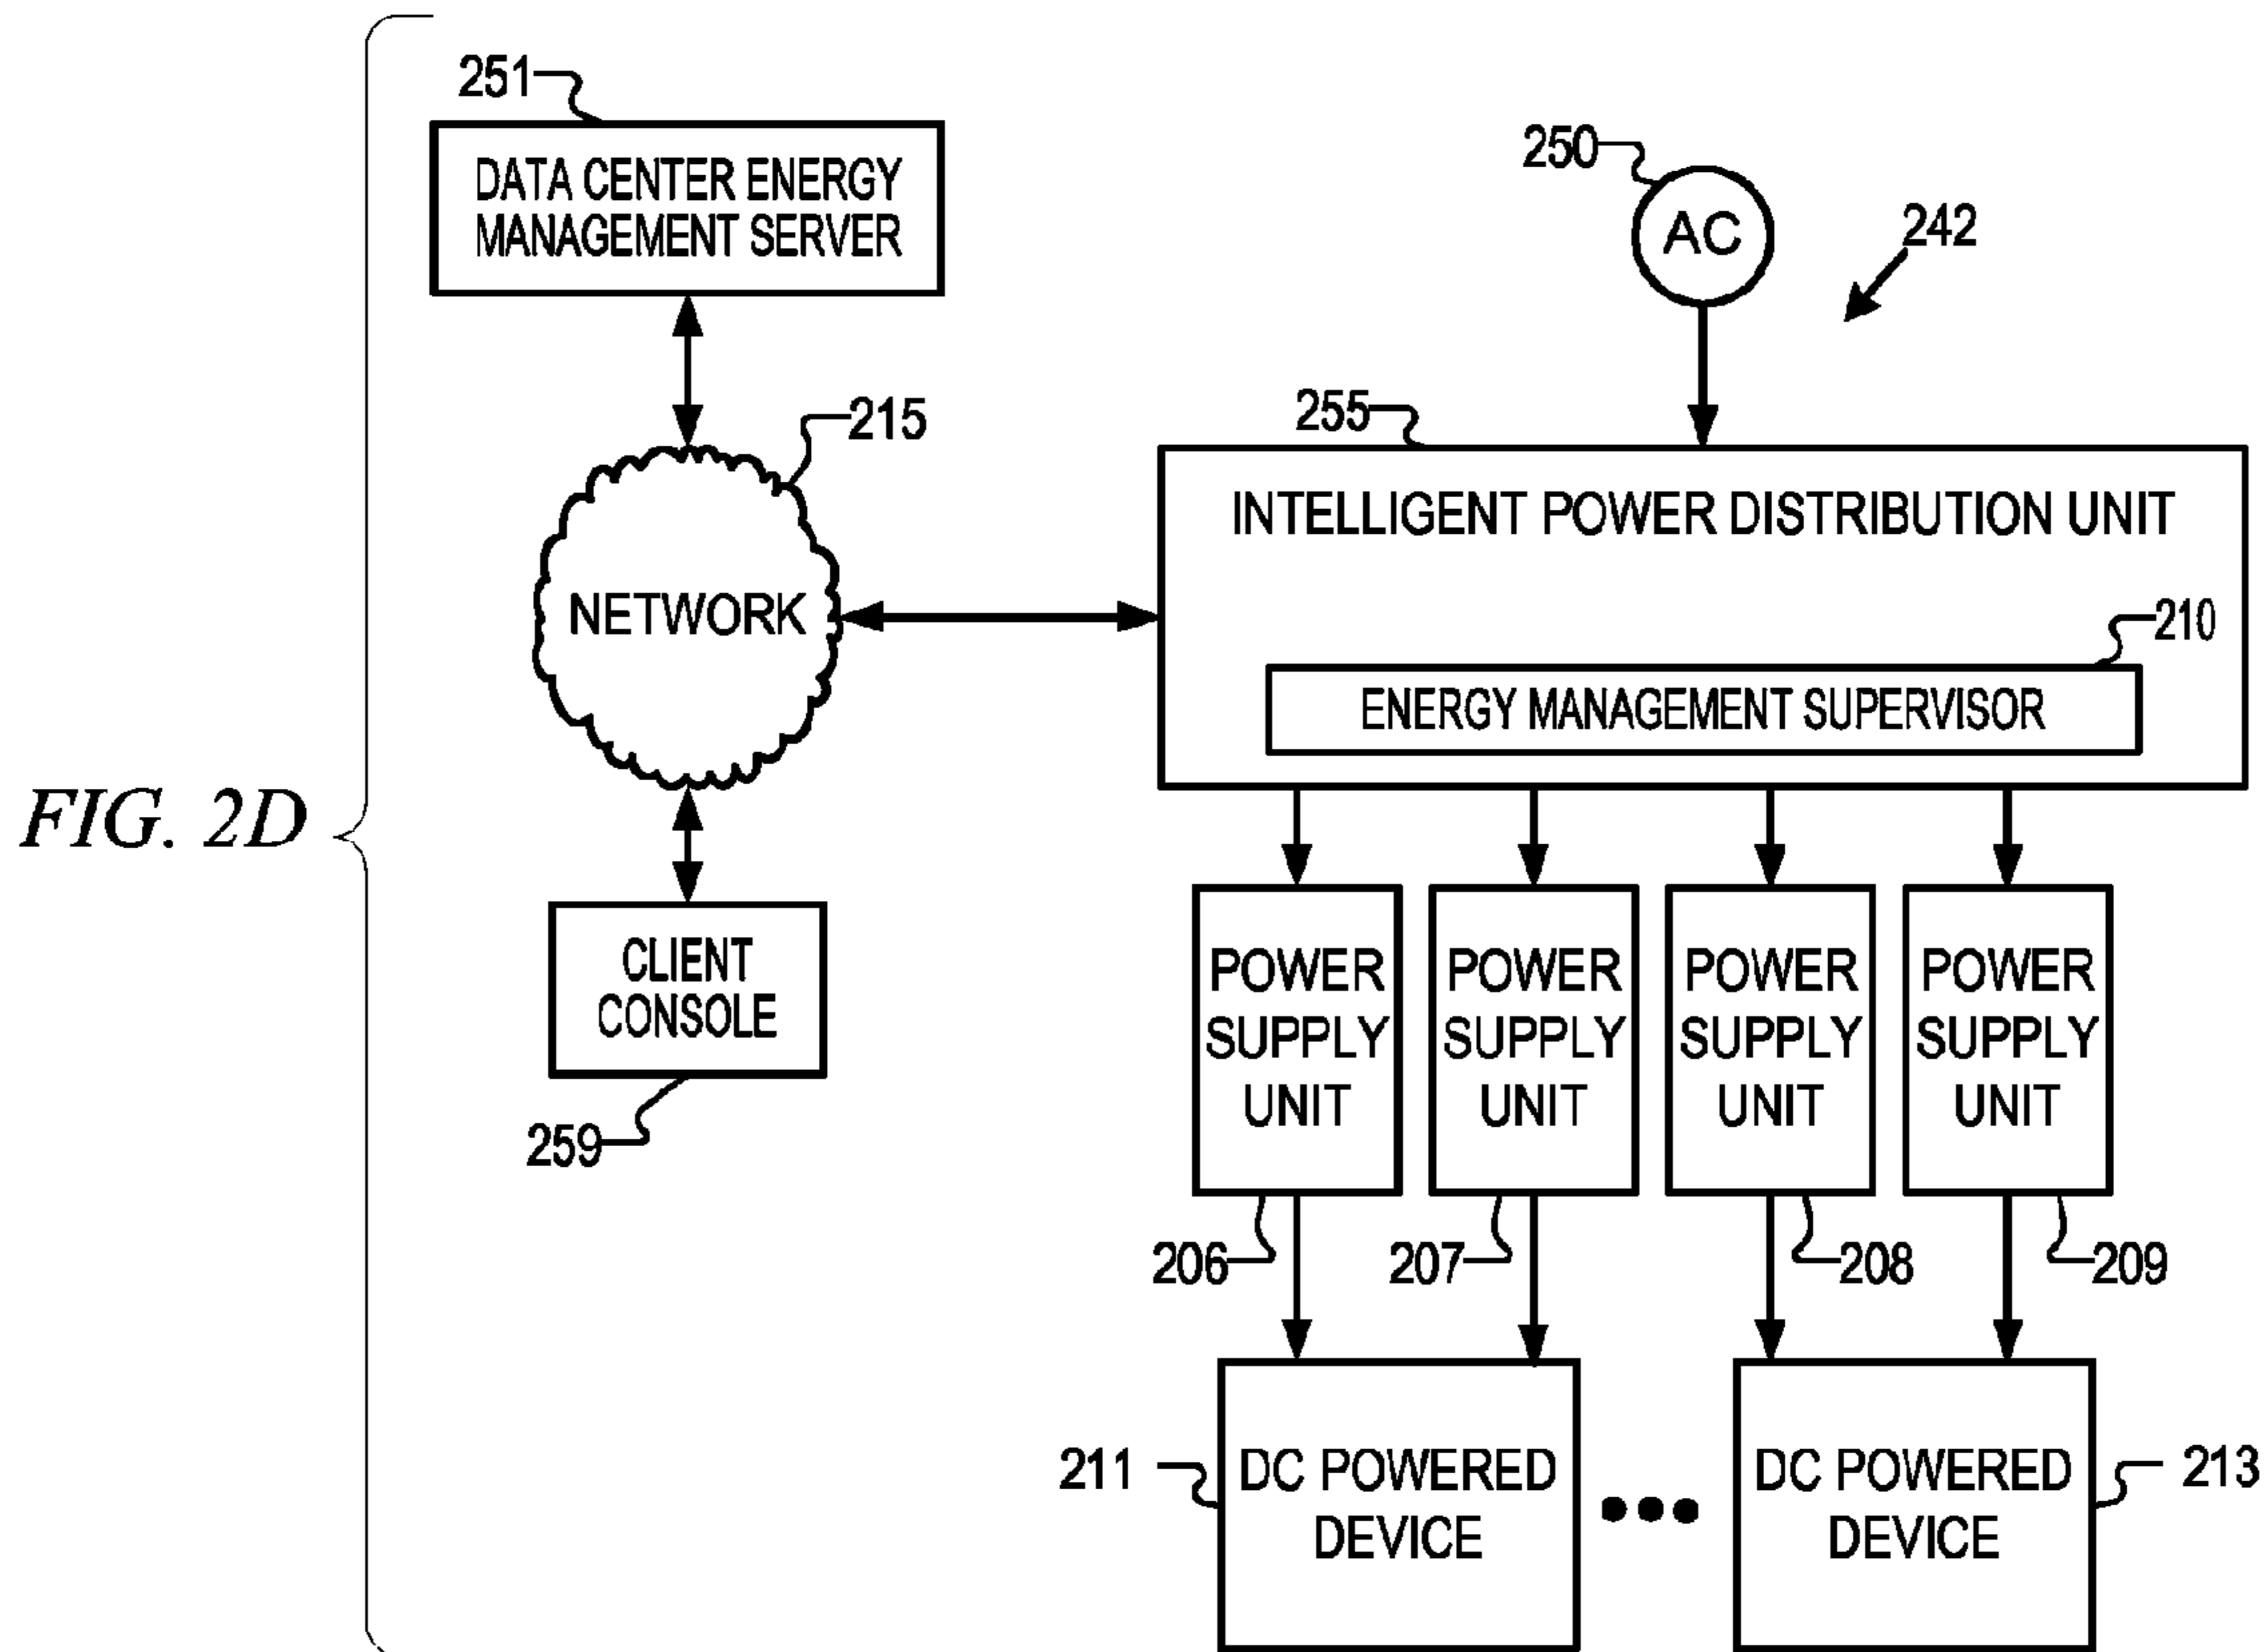 251
DATA CENTER ENERGY
MANAGEMENT SERVER
250
AC
242
215
255
INTELLIGENT POWER DISTRIBUTION UNIT
NETWORK
210
ENERGY MANAGEMENT SUPERVISOR
FIG. 2D
CLIENT
CONSOLE
259
POWER
SUPPLY
UNIT
POWER
SUPPLY
UNIT
POWER
SUPPLY
UNIT
POWER
SUPPLY
UNIT
206
207
208
209
211
DC POWERED
DEVICE
DC POWERED
DEVICE
213